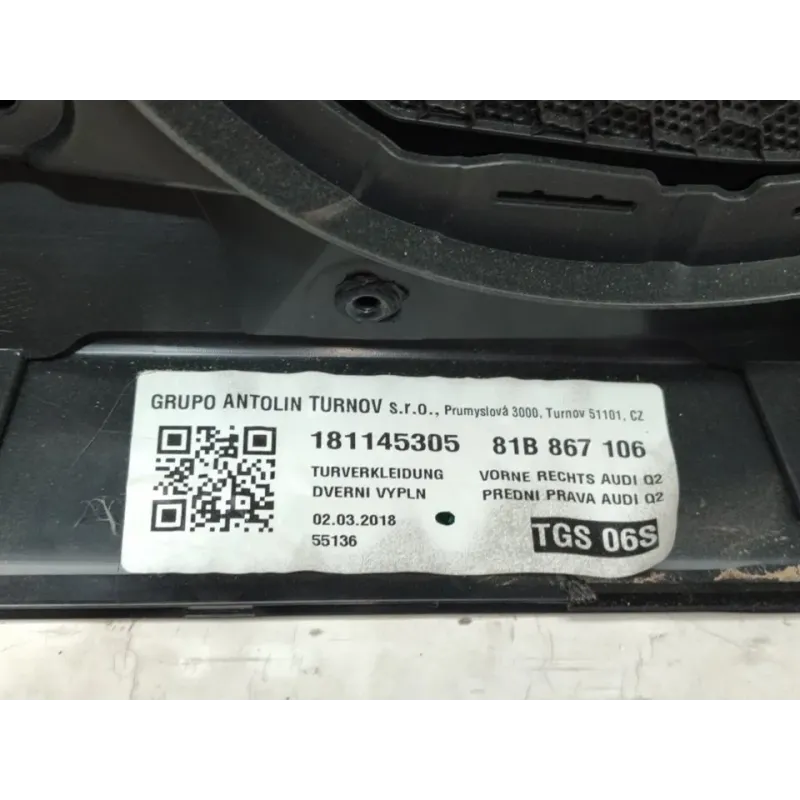 GRUPO ANTOLIN TURNOV s.r.o., Prumyslová 3000, Turnov 51101, CZ
181145305 81B 867 106
TURVERKLEIDUNG VORNE RECHTS AUDI Q2
DVERNI VYPLN PREDNI PRAVA AUDI Q2
02.03.2018 TGS 06S
55136